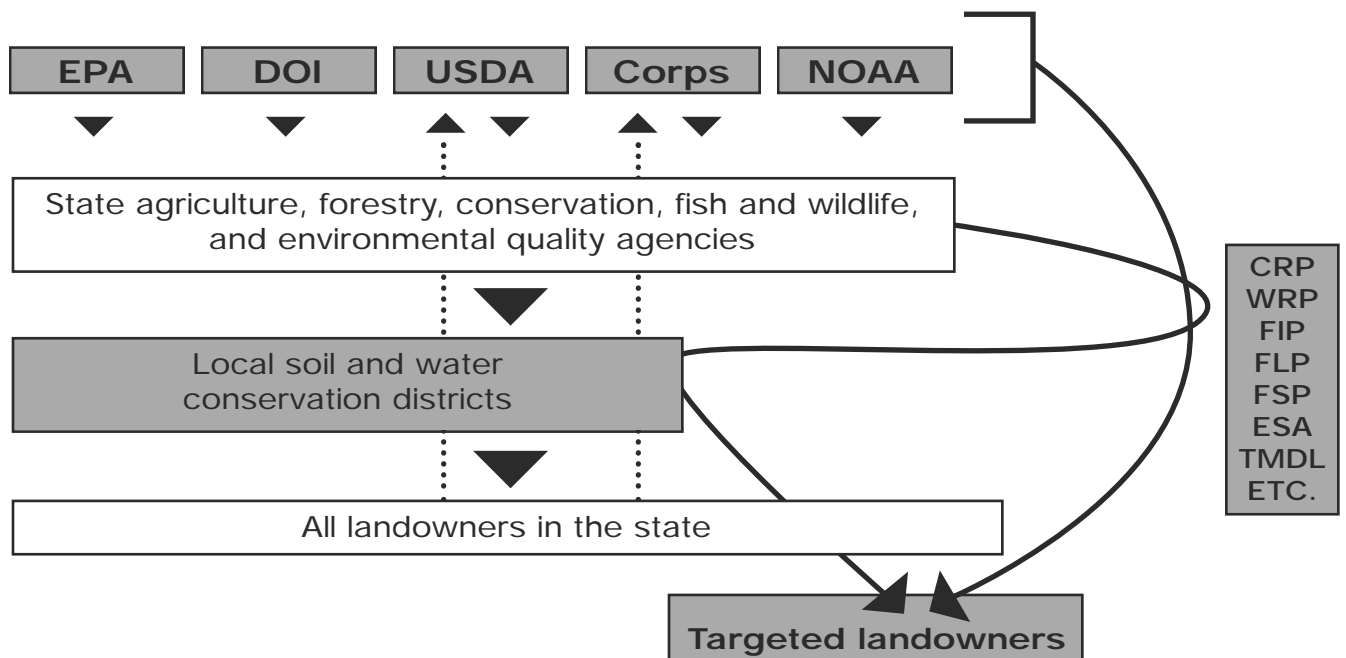 EPA
DOI
USDA
Corps
NOAA
State agriculture, forestry, conservation, fish and wildlife,
and environmental quality agencies
Local soil and water
conservation districts
All landowners in the state
Targeted landowners
CRP
WRP
FIP
FLP
FSP
ESA
TMDL
ETC.